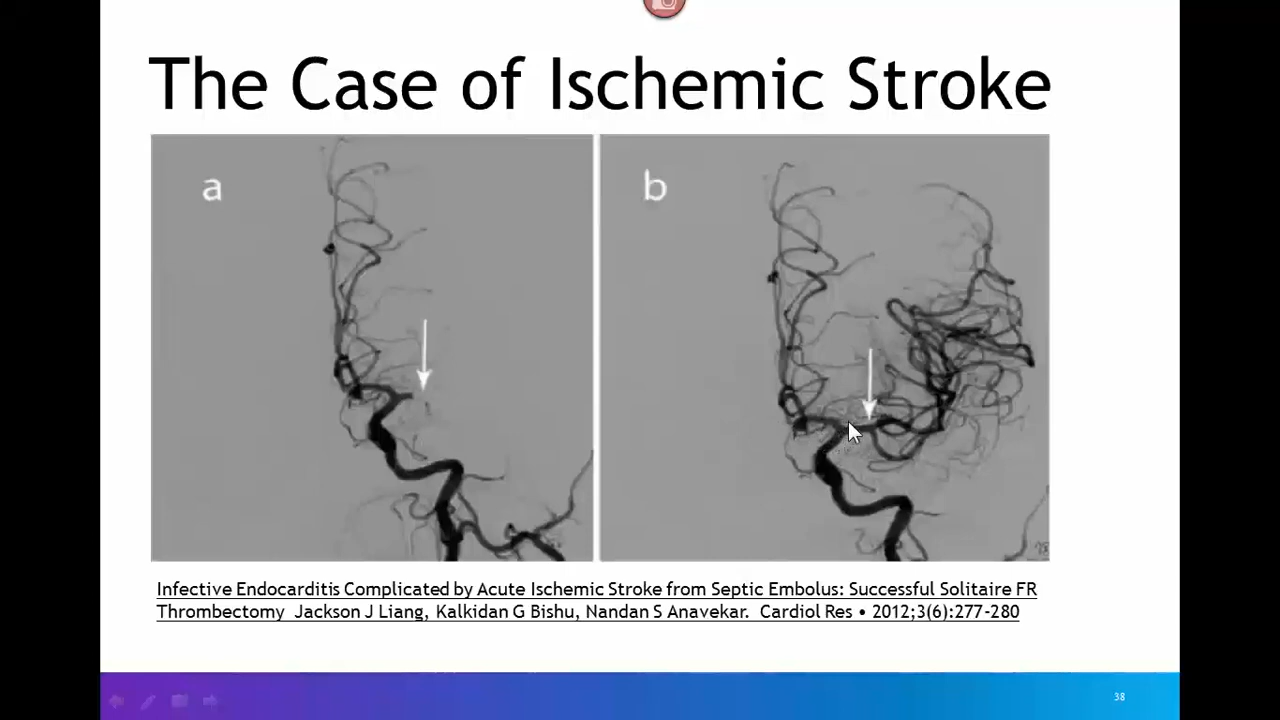 The Case of Ischemic Stroke
a
b
Infective Endocarditis Complicated by Acute Ischemic Stroke from Septic Embolus: Successful Solitaire FR
Thrombectomy Jackson J Liang, Kalkidan G Bishu, Nandan S Anavekar. Cardiol Res • 2012;3(6):277-280
38